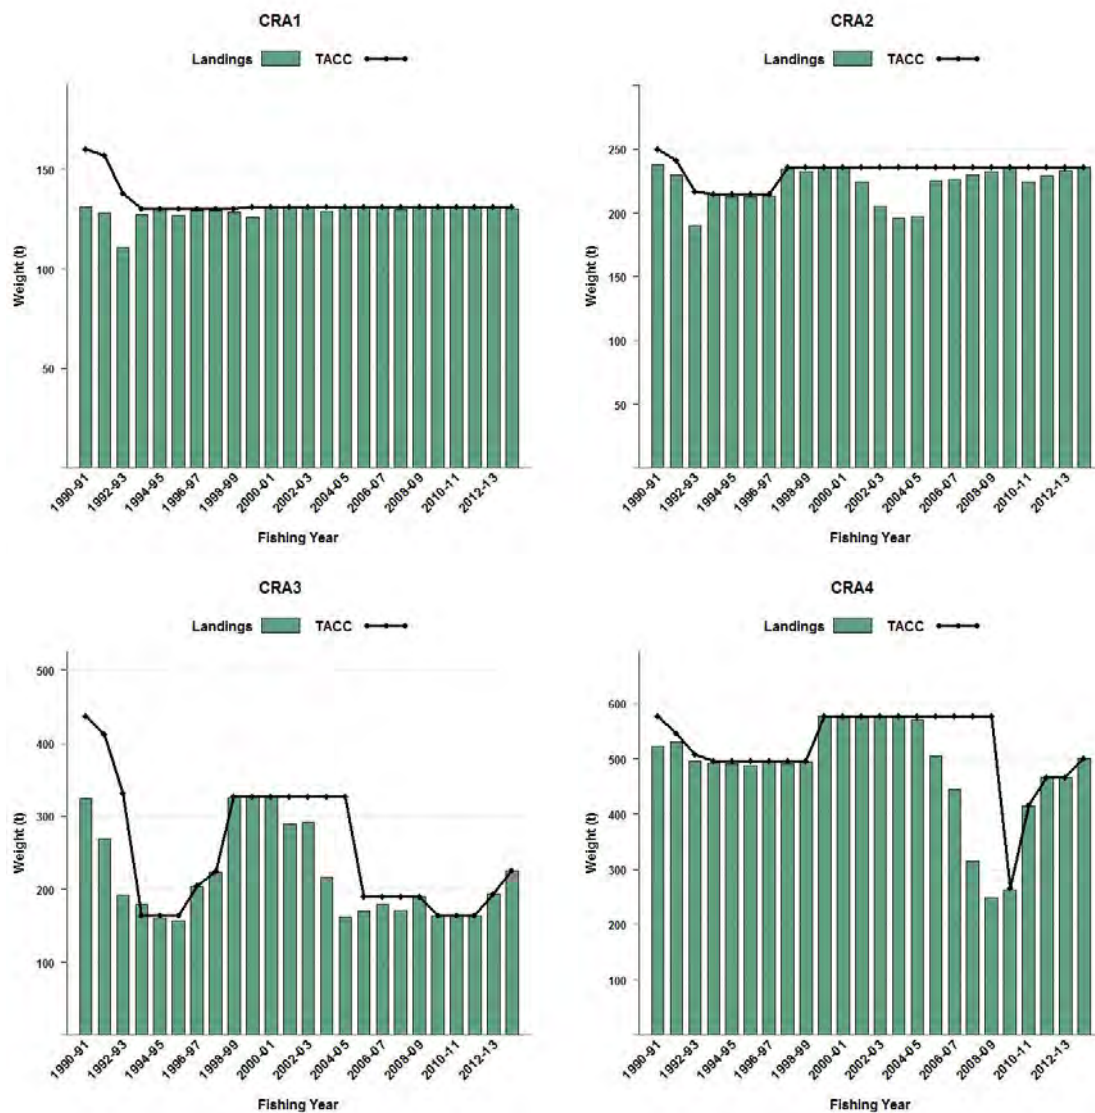 CRA1
Landings TACC
Weight (t)
150
100
50
1990-91 1992-93 1994-95 1996-97 1998-99 2000-01 2002-03 2004-05 2006-07 2008-09 2010-11 2012-13
Fishing Year
CRA2
Landings TACC
Weight (t)
250
200
150
100
50
1990-91 1992-93 1994-95 1996-97 1998-99 2000-01 2002-03 2004-05 2006-07 2008-09 2010-11 2012-13
Fishing Year
CRA3
Landings TACC
Weight (t)
500
400
300
200
100
1990-91 1992-93 1994-95 1996-97 1998-99 2000-01 2002-03 2004-05 2006-07 2008-09 2010-11 2012-13
Fishing Year
CRA4
Landings TACC
Weight (t)
600
500
400
300
200
100
1990-91 1992-93 1994-95 1996-97 1998-99 2000-01 2002-03 2004-05 2006-07 2008-09 2010-11 2012-13
Fishing Year